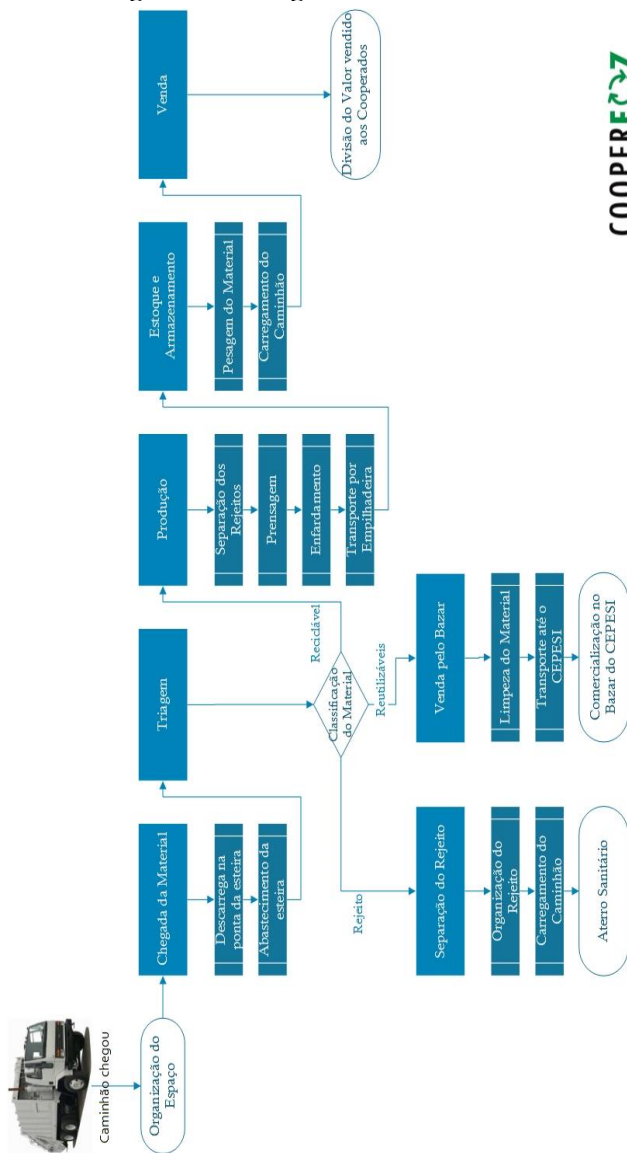 Caminhão chegou
Organização do
Espaço
Chegada da Material
Descarrega na
ponta da esteira
Abastecimento da
esteira
Triagem
Classificação
do Material
Reciclável
Reutilizáveis
Rejeito
Produção
Separação dos
Rejeitos
Prensagem
Enfardamento
Transporte por
Empilhadeira
Estoque e
Armazenamento
Pesagem do Material
Carregamento do
Caminhão
Venda
Divisão do Valor vendido
aos Cooperados
Separação do Rejeito
Organização do
Rejeito
Carregamento do
Caminhão
Aterro Sanitário
Venda pelo Bazar
Limpeza do Material
Transporte até o
CEPESI
Comercialização no
Bazar do CEPESI